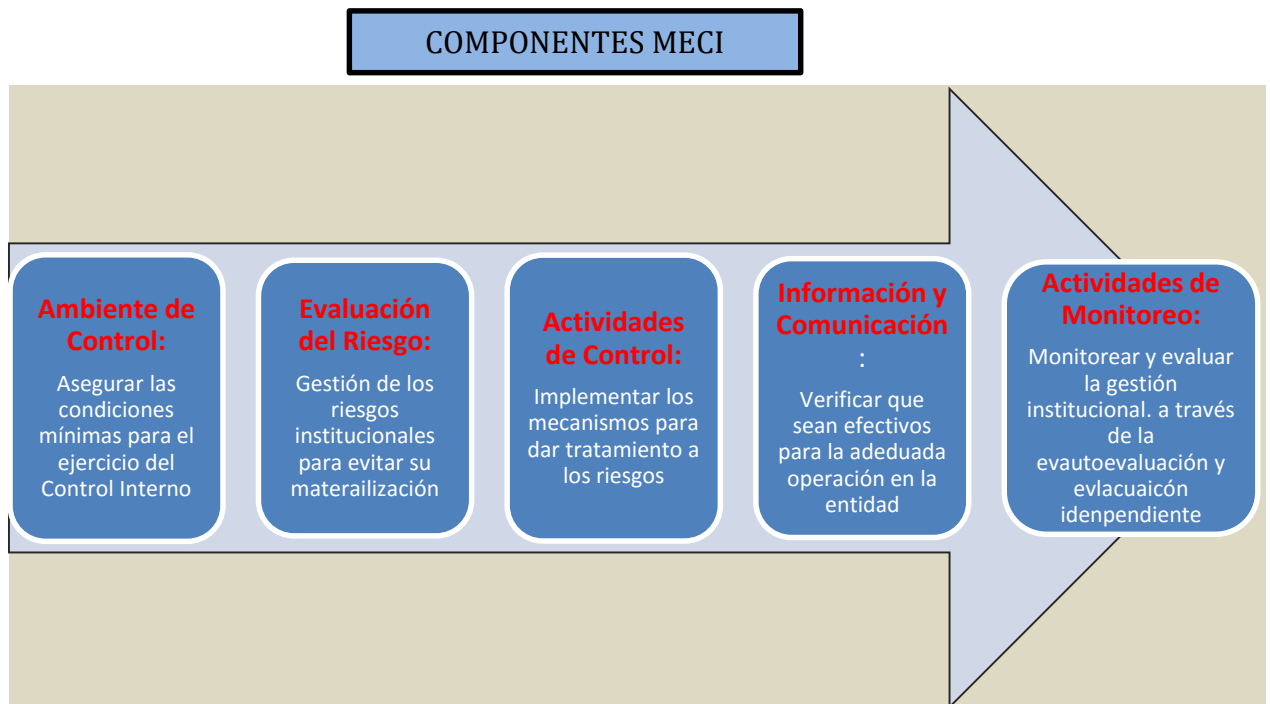 COMPONENTES MECI
Ambiente de
Control:
Asegurar las
condiciones
mínimas para el
ejercicio del
Control Interno
Evaluación
del Riesgo:
Gestión de los
riesgos
institucionales
para evitar su
materailización
Actividades
de Control:
Implementar los
mecanismos para
dar tratamiento a
los riesgos
Información y
Comunicación
:
Verificar que
sean efectivos
para la adeduada
operación en la
entidad
Actividades de
Monitoreo:
Monitorear y evaluar
la gestión
institucional. a través
de la
evautoevaluación y
evlacuaicón
idenpendiente